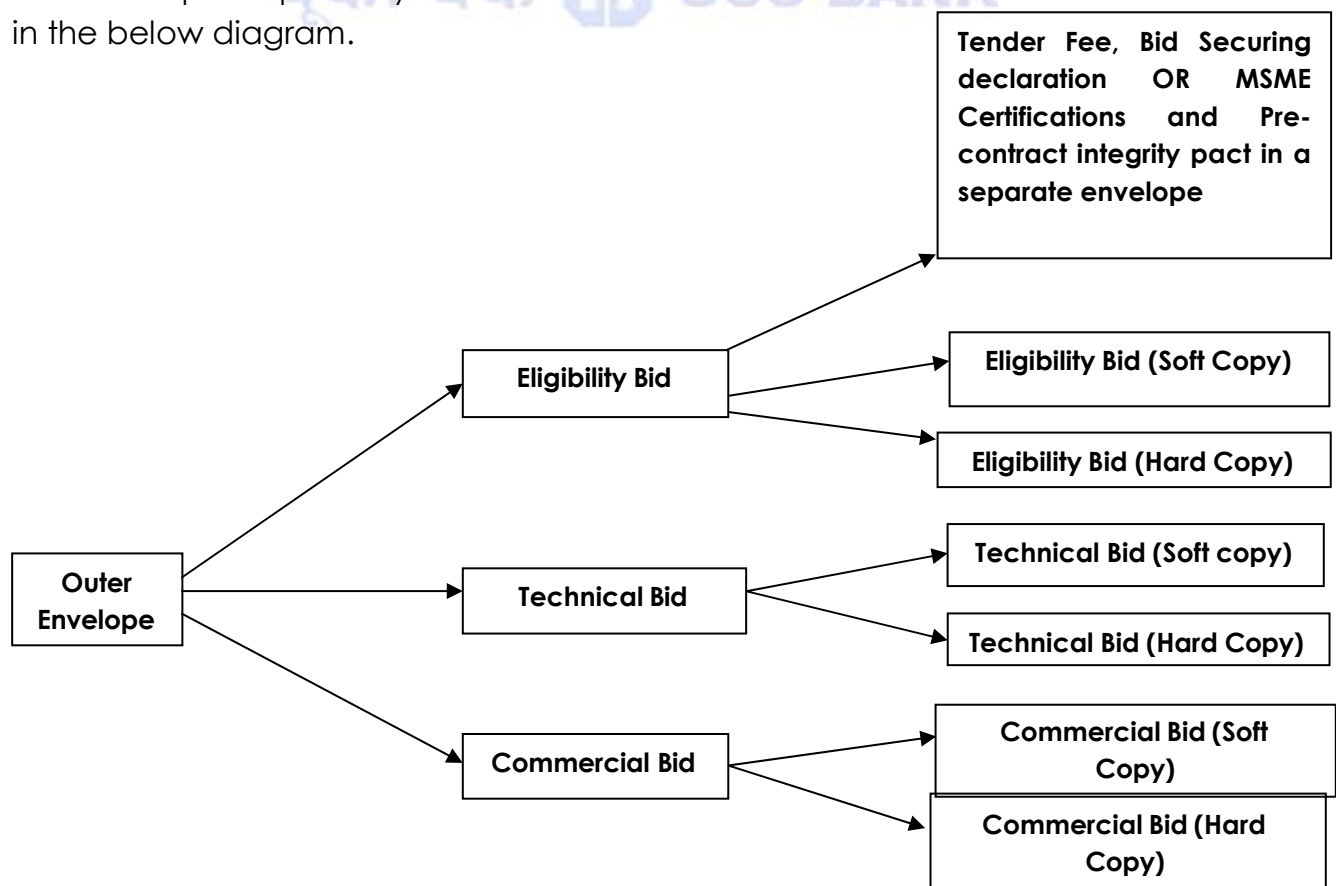 in the below diagram.
Tender Fee, Bid Securing
declaration OR MSME
Certifications and Pre-
contract integrity pact in a
separate envelope
Eligibility Bid
Eligibility Bid (Soft Copy)
Eligibility Bid (Hard Copy)
Outer
Envelope
Technical Bid
Technical Bid (Soft copy)
Technical Bid (Hard Copy)
Commercial Bid
Commercial Bid (Soft
Copy)
Commercial Bid (Hard
Copy)